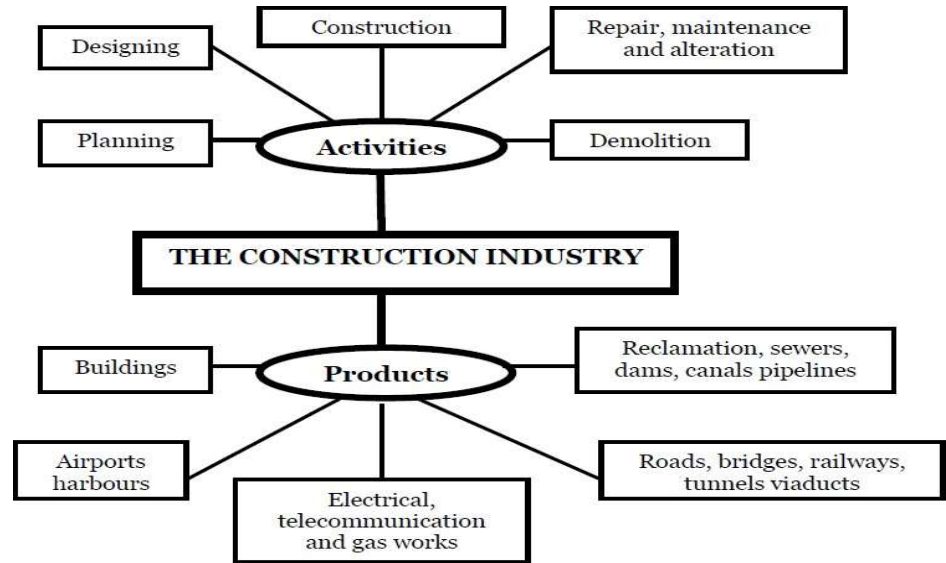 Construction
Repair, maintenance
and alteration
Designing
Planning
Activities
Demolition
THE CONSTRUCTION INDUSTRY
Buildings
Products
Reclamation, sewers,
dams, canals pipelines
Airports
harbours
Electrical,
telecommunication
and gas works
Roads, bridges, railways,
tunnels viaducts